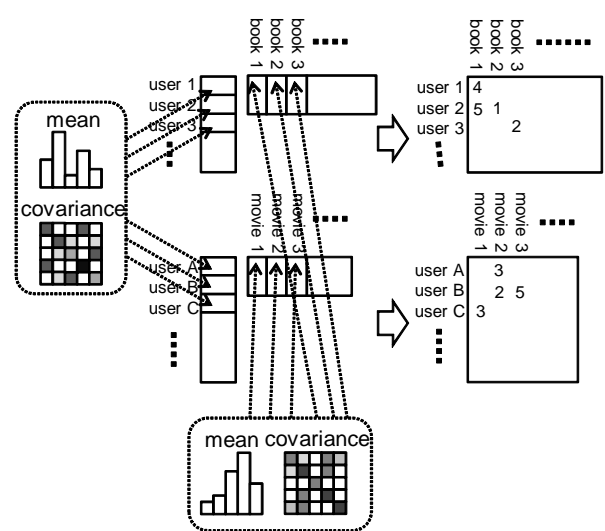 book 1
book 2
book 3
user 1
user 2
user 3
mean
covariance
book 1
book 2
book 3
user 1 4
user 2 5 1
user 3 2
movie 1
movie 2
movie 3
user A
user B
user C
movie 1
movie 2
movie 3
user A 3
user B 2 5
user C 3
mean covariance